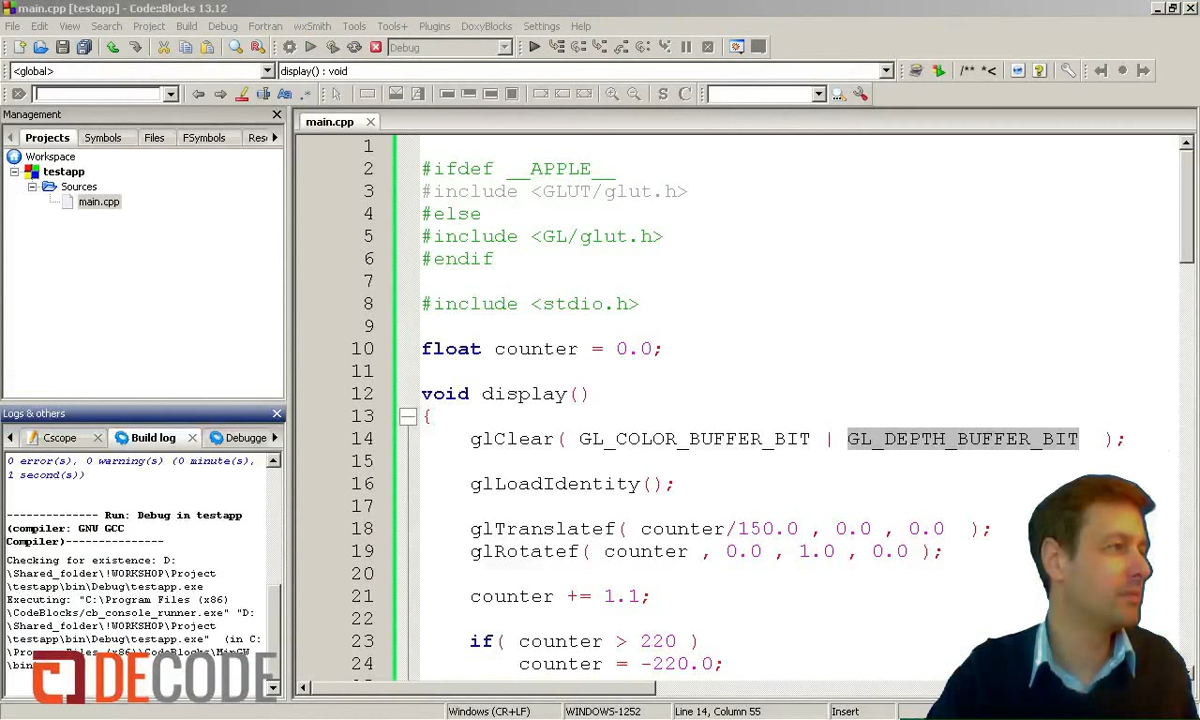 main.cpp [testapp] - Code::Blocks 13.12
File Edit View Search Project Build Debug Fortran wxSmith Tools Tools+ Plugins DoxyBlocks Settings Help
Debug
<global> display() : void
/** *<
Management
Projects Symbols Files FSymbols Res
Workspace
testapp
Sources
main.cpp
main.cpp
1
2 #ifdef __APPLE__
3 #include <GLUT/glut.h>
4 #else
5 #include <GL/glut.h>
6 #endif
7
8 #include <stdio.h>
9
10 float counter = 0.0;
11
12 void display()
13 {
14 glClear( GL_COLOR_BUFFER_BIT | GL_DEPTH_BUFFER_BIT );
15
16 glLoadIdentity();
17
18 glTranslatef( counter/150.0 , 0.0 , 0.0 );
19 glRotatef( counter , 0.0 , 1.0 , 0.0 );
20
21 counter += 1.1;
22
23 if( counter > 220 )
24 counter = -220.0;
Logs & others
Cscope Build log Debugge
0 error(s), 0 warning(s) (0 minute(s),
1 second(s))
-------------- Run: Debug in testapp
(compiler: GNU GCC
Compiler)---------------
Checking for existence: D:
\Shared_folder\!WORKSHOP\Project
\testapp\bin\Debug\testapp.exe
Executing: "C:\Program Files (x86)
\CodeBlocks/cb_console_runner.exe" "D:
\Shared_folder\!WORKSHOP\Project
\testapp\bin\Debug\testapp.exe" (in C:
DECODE
Windows (CR+LF) WINDOWS-1252 Line 14, Column 55 Insert